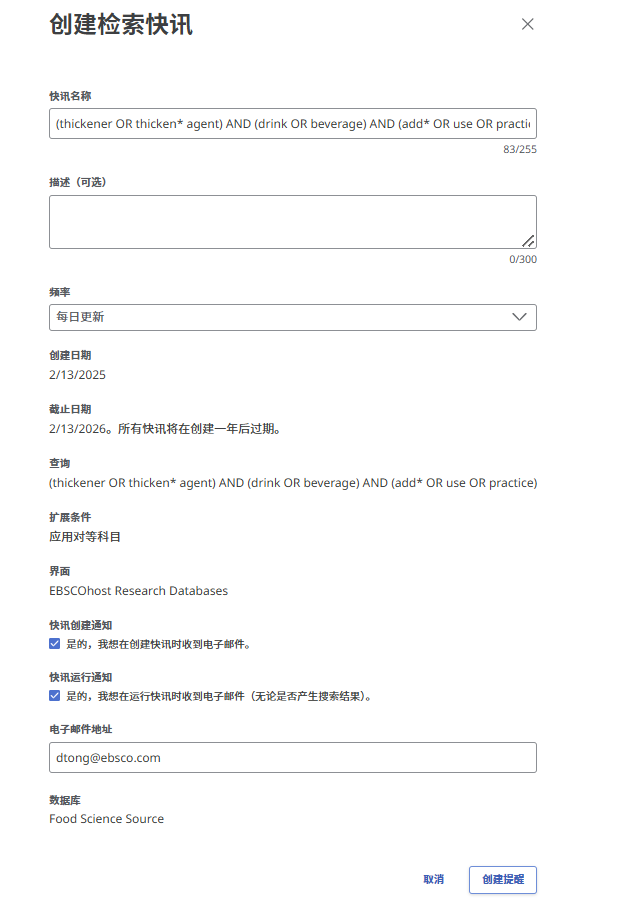 创建检索快讯
快讯名称
(thickener OR thicken* agent) AND (drink OR beverage) AND (add* OR use OR practi
83/255
描述（可选）
0/300
频率
每日更新
创建日期
2/13/2025
截止日期
2/13/2026。所有快讯将在创建一年后过期。
查询
(thickener OR thicken* agent) AND (drink OR beverage) AND (add* OR use OR practice)
扩展条件
应用对等科目
界面
EBSCOhost Research Databases
快讯创建通知
是的，我想在创建快讯时收到电子邮件。
快讯运行通知
是的，我想在运行快讯时收到电子邮件（无论是否产生搜索结果）。
电子邮件地址
dtong@ebsco.com
数据库
Food Science Source
取消
创建提醒